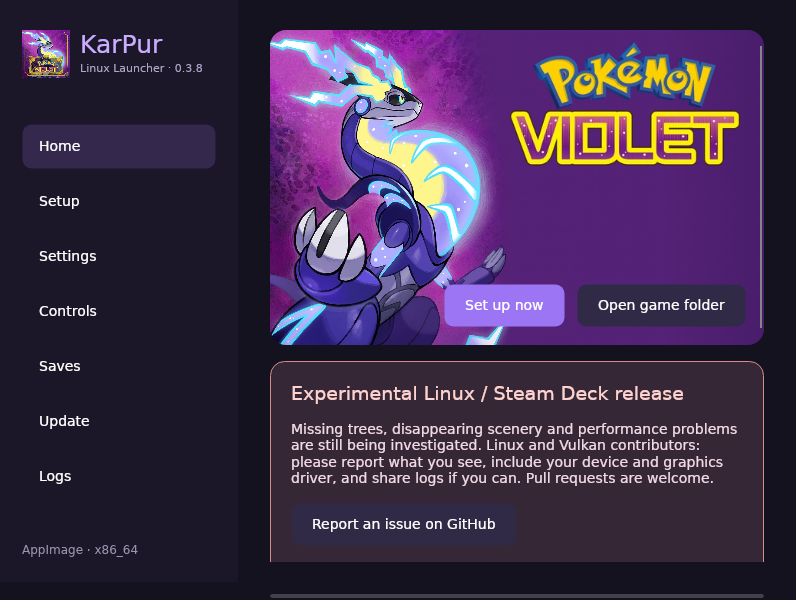 KarPur
Linux Launcher · 0.3.8
Home
Setup
Settings
Controls
Saves
Update
Logs
AppImage · x86_64
POKéMON
VIOLET
Set up now
Open game folder
Experimental Linux / Steam Deck release
Missing trees, disappearing scenery and performance problems
are still being investigated. Linux and Vulkan contributors:
please report what you see, include your device and graphics
driver, and share logs if you can. Pull requests are welcome.
Report an issue on GitHub